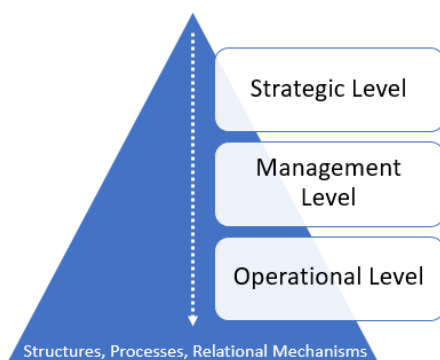 Strategic Level
Management
Level
Operational Level
Structures, Processes, Relational Mechanisms